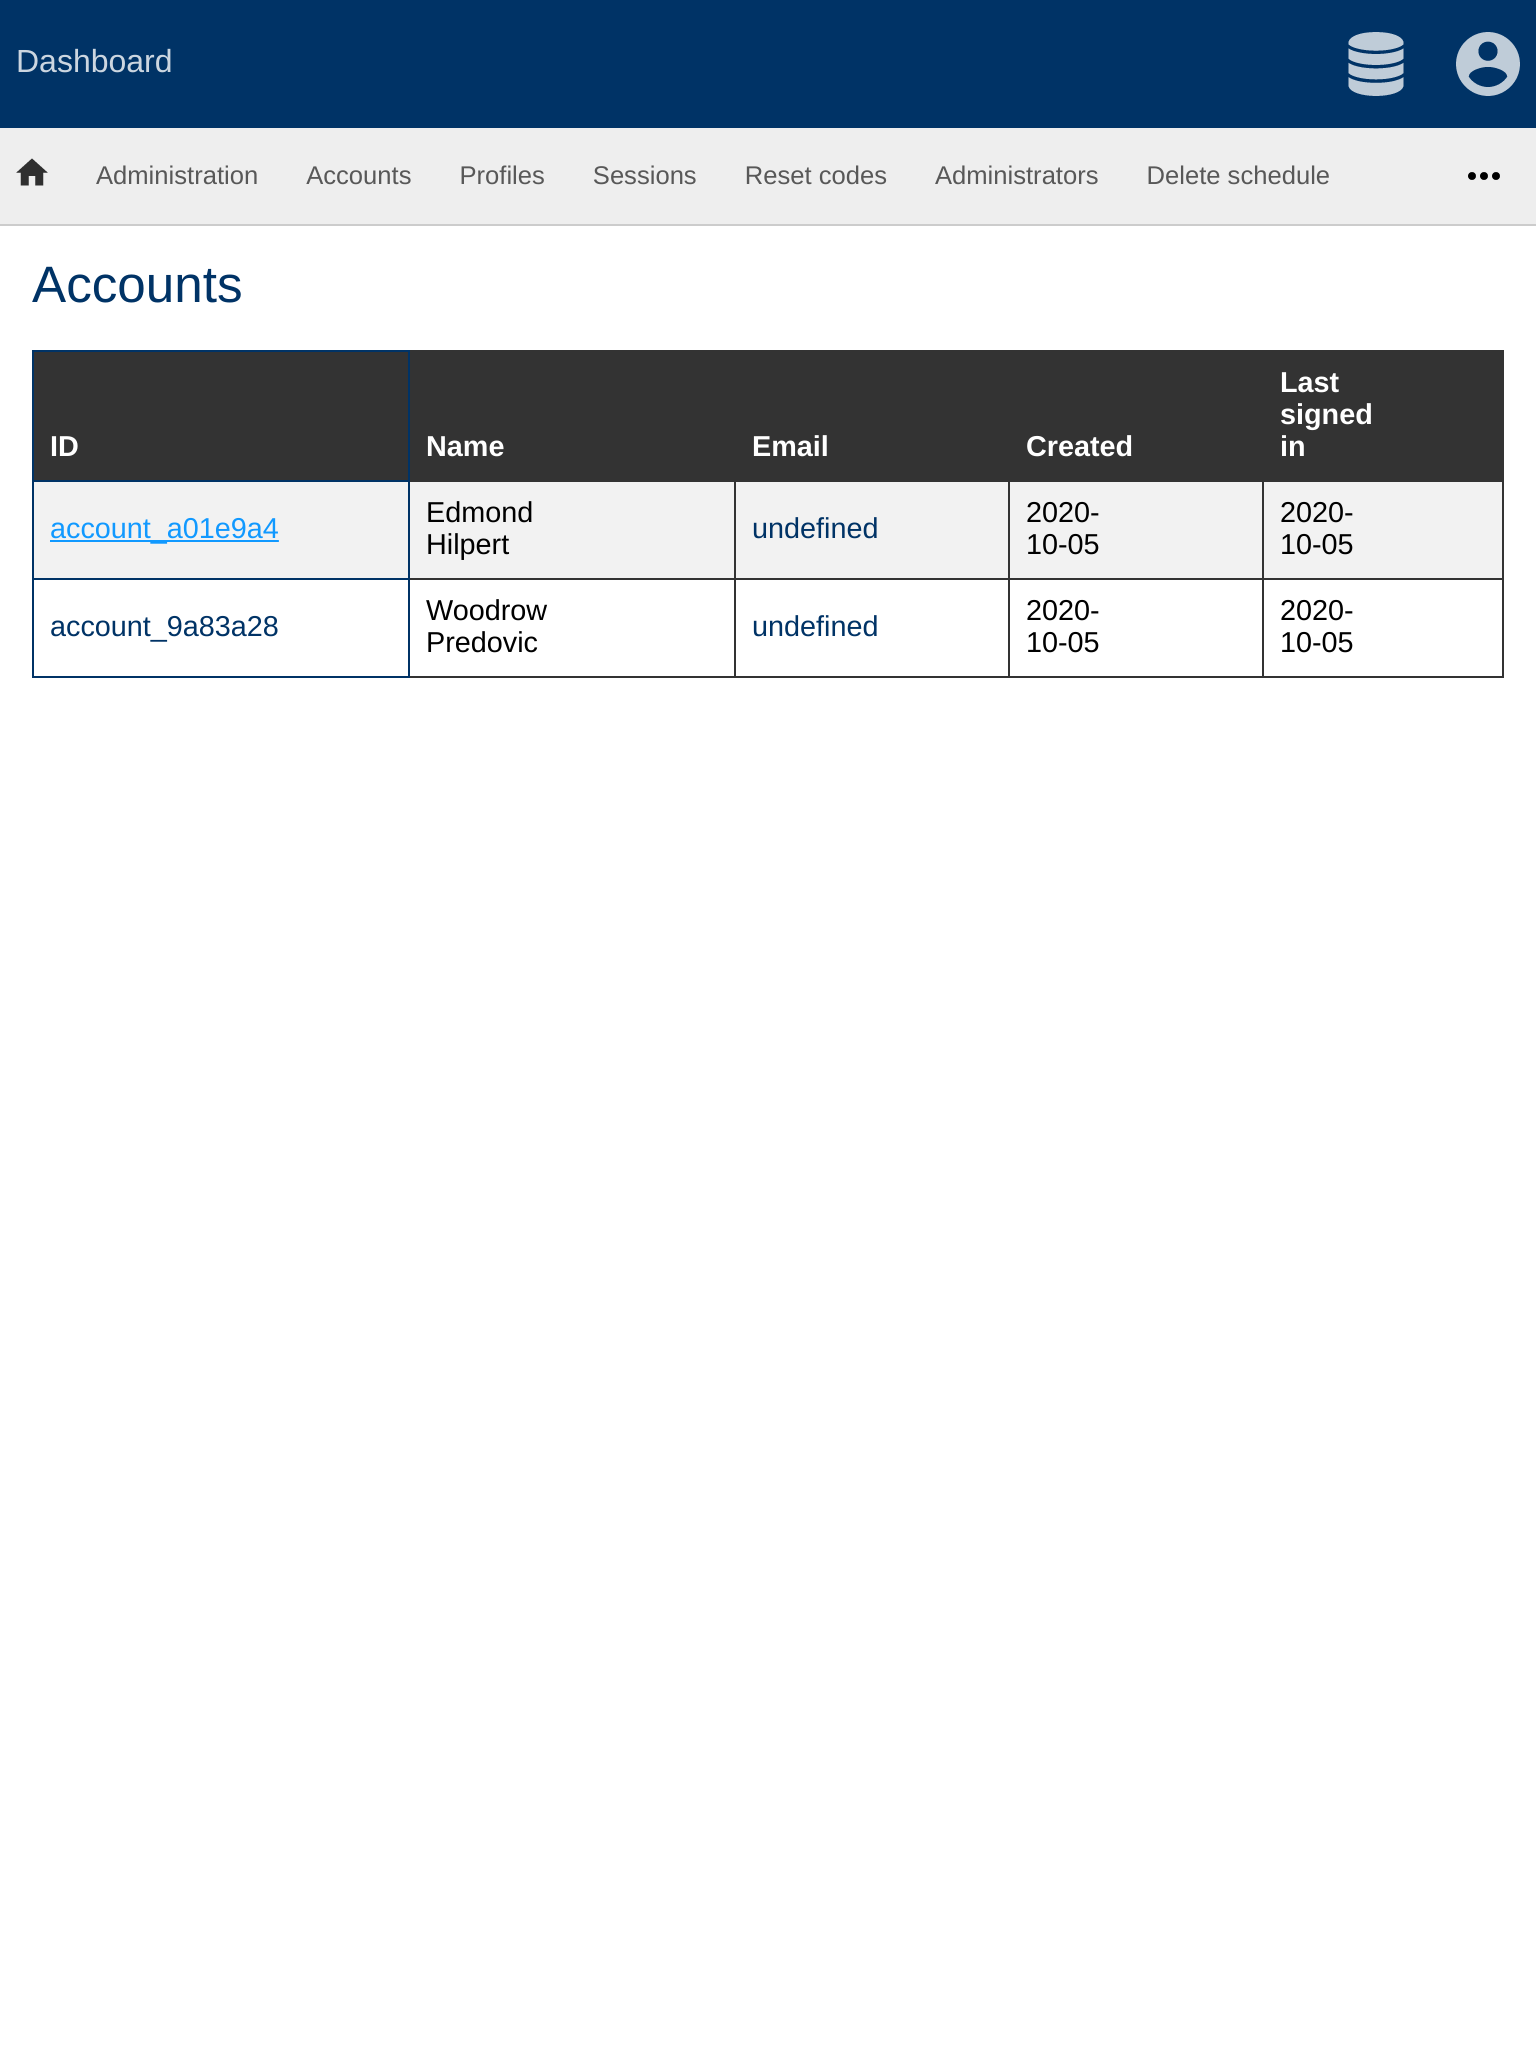 Dashboard
Administration Accounts Profiles Sessions Reset codes Administrators Delete schedule
Accounts
ID Name Email Created Last signed in
account_a01e9a4 Edmond Hilpert undefined 2020-10-05 2020-10-05
account_9a83a28 Woodrow Predovic undefined 2020-10-05 2020-10-05